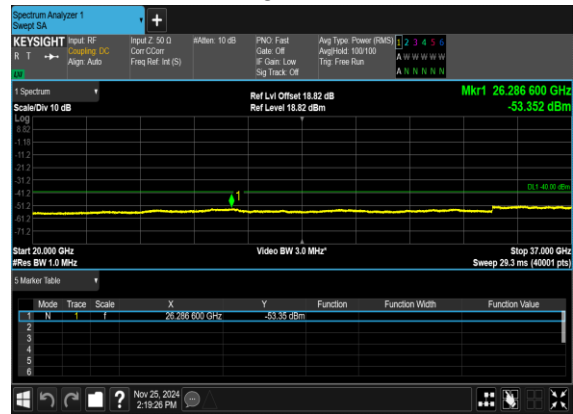 Spectrum Analyzer 1
Swept SA
+
KEYSIGHT Input: RF Input Z: 50 Ω #Atten: 10 dB PNO: Fast Avg Type: Power (RMS) 1 2 3 4 5 6
R T Coupling: DC Corr CCorr Gate: Off Avg|Hold: 100/100 A W W W W W
Align: Auto Freq Ref: Int (S) IF Gain: Low Trig: Free Run A N N N N N
LXI Sig Track: Off
1 Spectrum Ref Lvl Offset 18.82 dB Mkr1 26.286 600 GHz
Scale/Div 10 dB Ref Level 18.82 dBm -53.352 dBm
Log
8.82
-1.18
-11.2
-21.2
-31.2
DL1 -40.00 dBm
-41.2
1
-51.2
-61.2
-71.2
Start 20.000 GHz Video BW 3.0 MHz* Stop 37.000 GHz
#Res BW 1.0 MHz Sweep 29.3 ms (40001 pts)
5 Marker Table
Mode Trace Scale X Y Function Function Width Function Value
1 N 1 f 26.286 600 GHz -53.35 dBm
2
3
4
5
6
? Nov 25, 2024
2:19:26 PM